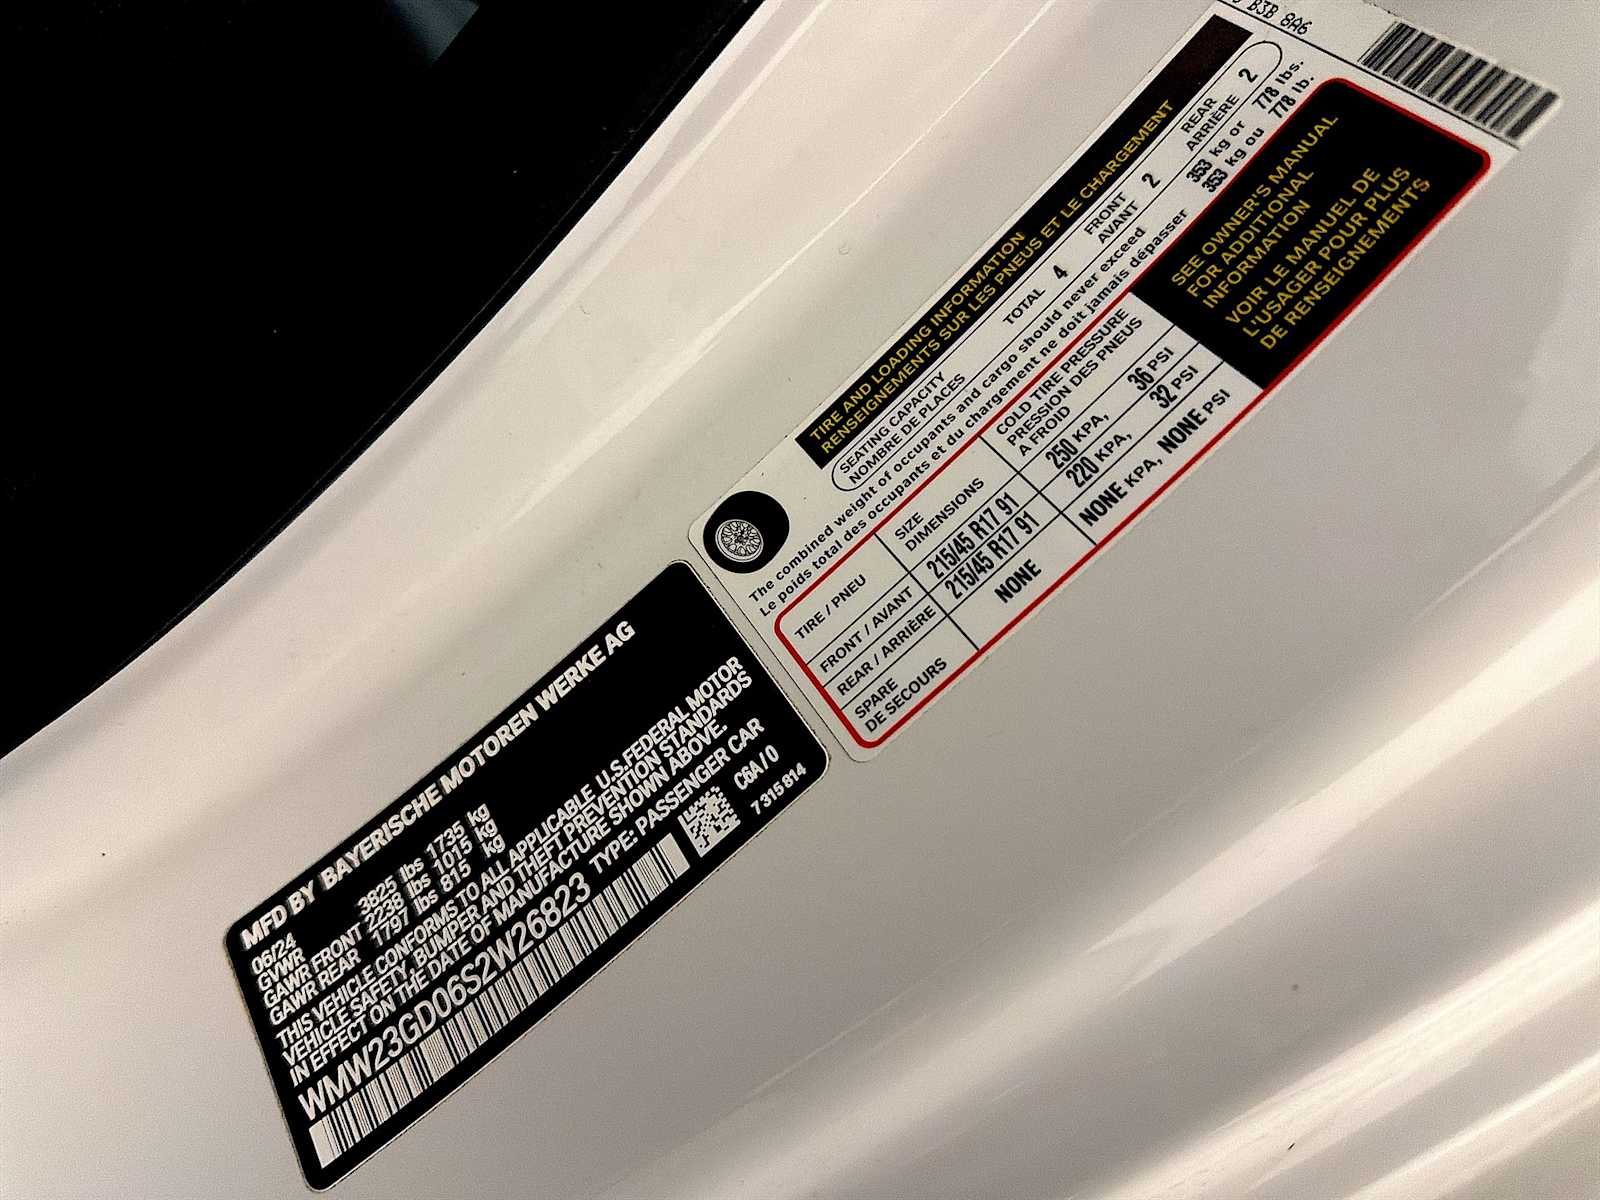 B3B 8A6
TIRE AND LOADING INFORMATION
RENSEIGNEMENTS SUR LES PNEUS ET LE CHARGEMENT
SEATING CAPACITY
NOMBRE DE PLACES
TOTAL 4
FRONT
AVANT 2
REAR
ARRIÈRE 2
The combined weight of occupants and cargo should never exceed 353 kg or 778 lbs.
Le poids total des occupants et du chargement ne doit jamais dépasser 353 kg ou 778 lb.
TIRE / PNEU
SIZE
DIMENSIONS
COLD TIRE PRESSURE
PRESSION DES PNEUS
A FROID
FRONT / AVANT 215/45 R17 91 250 KPA, 36 PSI
REAR / ARRIÈRE 215/45 R17 91 220 KPA, 32 PSI
SPARE
DE SECOURS NONE NONE KPA, NONE PSI
SEE OWNER'S MANUAL
FOR ADDITIONAL
INFORMATION
VOIR LE MANUEL DE
L'USAGER POUR PLUS
DE RENSEIGNEMENTS
MFD BY BAYERISCHE MOTOREN WERKE AG
06/24
GVWR 3825 lbs 1735 kg
GAWR FRONT 2238 lbs 1015 kg
GAWR REAR 1797 lbs 815 kg
THIS VEHICLE CONFORMS TO ALL APPLICABLE U.S.FEDERAL MOTOR
VEHICLE SAFETY, BUMPER AND THEFT PREVENTION STANDARDS
IN EFFECT ON THE DATE OF MANUFACTURE SHOWN ABOVE.
WMW23GD06S2W26823 TYPE: PASSENGER CAR
C6A/0
7315814